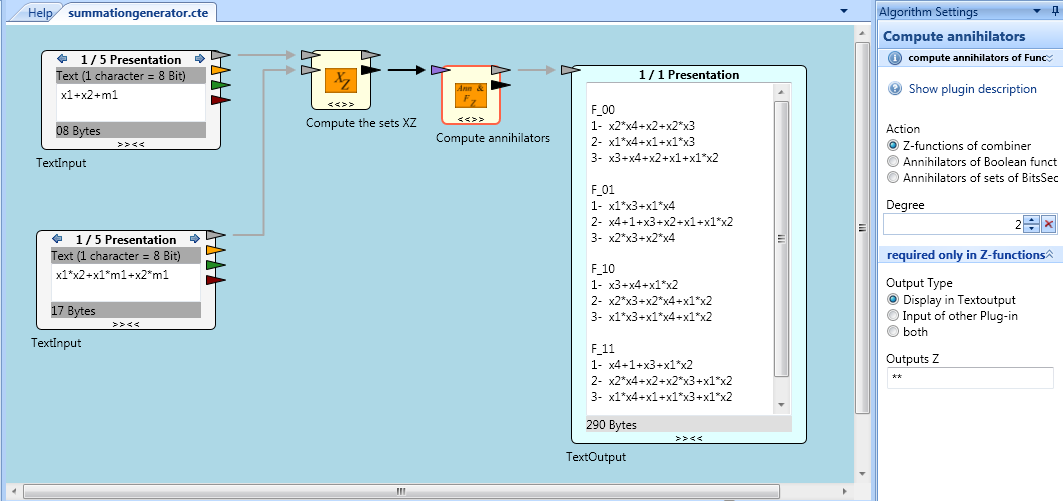 Help summationgenerator.cte
1 / 5 Presentation
Text (1 character = 8 Bit)
x1+x2+m1
08 Bytes
>><<
TextInput
1 / 5 Presentation
Text (1 character = 8 Bit)
x1*x2+x1*m1+x2*m1
17 Bytes
>><<
TextInput
XZ
<<>>
Compute the sets XZ
Ann &
FZ
<<>>
Compute annihilators
1 / 1 Presentation
F_00
1- x2*x4+x2+x2*x3
2- x1*x4+x1+x1*x3
3- x3+x4+x2+x1+x1*x2
F_01
1- x1*x3+x1*x4
2- x4+1+x3+x2+x1+x1*x2
3- x2*x3+x2*x4
F_10
1- x3+x4+x1*x2
2- x2*x3+x2*x4+x1*x2
3- x1*x3+x1*x4+x1*x2
F_11
1- x4+1+x3+x1*x2
2- x2*x4+x2+x2*x3+x1*x2
3- x1*x4+x1+x1*x3+x1*x2
290 Bytes
>><<
TextOutput
Algorithm Settings
Compute annihilators
compute annihilators of Func
Show plugin description
Action
Z-functions of combiner
Annihilators of Boolean funct
Annihilators of sets of BitsSec
Degree
2
required only in Z-functions
Output Type
Display in Textoutput
Input of other Plug-in
both
Outputs Z
**